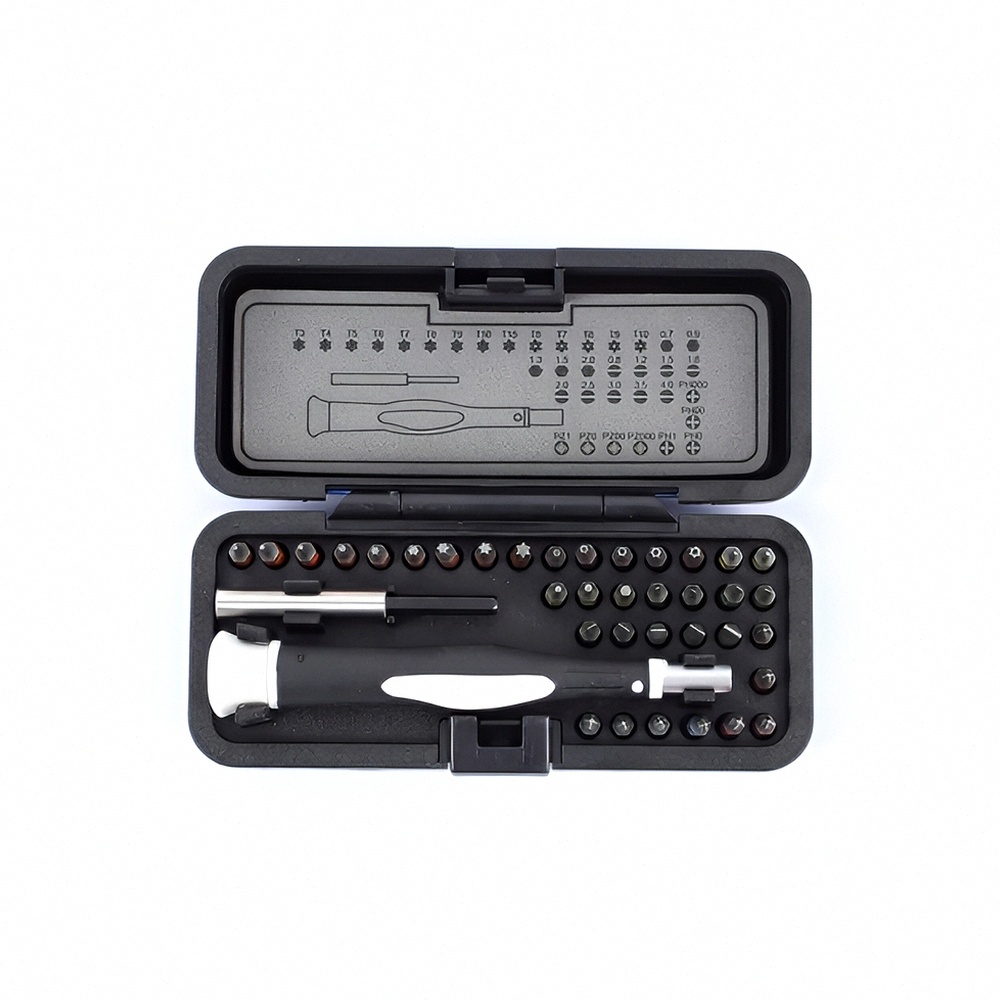 T3 T4 T5 T6 T7 T8 T9 T10 T15 T6 T7 T8 T9 T10 0.7 0.9
1.3 1.5 2.0 0.8 1.2 1.5 1.8
2.0 2.5 3.0 3.5 4.0 PH000
PH00
PZ1 PZ0 PZ00 PZ000 PH1 PH0